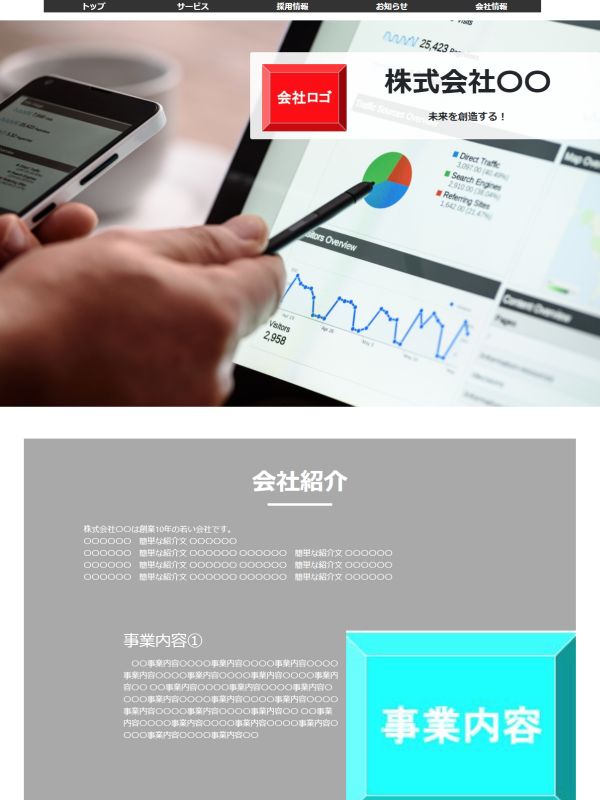 トップ
サービス
採用情報
お知らせ
会社情報
25,423
会社ロゴ
株式会社〇〇
未来を創造する！
Direct Traffic
3,097.00 (40.49%)
Search Engines
2,910.00 (38.04%)
Referring Sites
1,642.00 (21.47%)
Visitors Overview
Visitors
2,958
Content Overview
Pages
会社紹介
株式会社〇〇は創業10年の若い会社です。
〇〇〇〇〇〇　簡単な紹介文 〇〇〇〇〇〇
〇〇〇〇〇〇　簡単な紹介文 〇〇〇〇〇〇 〇〇〇〇〇〇　簡単な紹介文 〇〇〇〇〇〇
〇〇〇〇〇〇　簡単な紹介文 〇〇〇〇〇〇 〇〇〇〇〇〇　簡単な紹介文 〇〇〇〇〇〇
〇〇〇〇〇〇　簡単な紹介文 〇〇〇〇〇〇 〇〇〇〇〇〇　簡単な紹介文 〇〇〇〇〇〇
事業内容①
　〇〇事業内容〇〇〇〇事業内容〇〇〇〇事業内容〇〇〇〇
事業内容〇〇〇〇事業内容〇〇〇〇事業内容〇〇〇〇事業内
容〇〇 〇〇事業内容〇〇〇〇事業内容〇〇〇〇事業内容〇
〇〇〇事業内容〇〇〇〇事業内容〇〇〇〇事業内容〇〇〇〇
事業内容〇〇〇〇事業内容〇〇〇〇事業内容〇〇 〇〇事業
内容〇〇〇〇事業内容〇〇〇〇事業内容〇〇〇〇事業内容〇
〇〇〇事業内容〇〇〇〇事業内容〇〇
事業内容